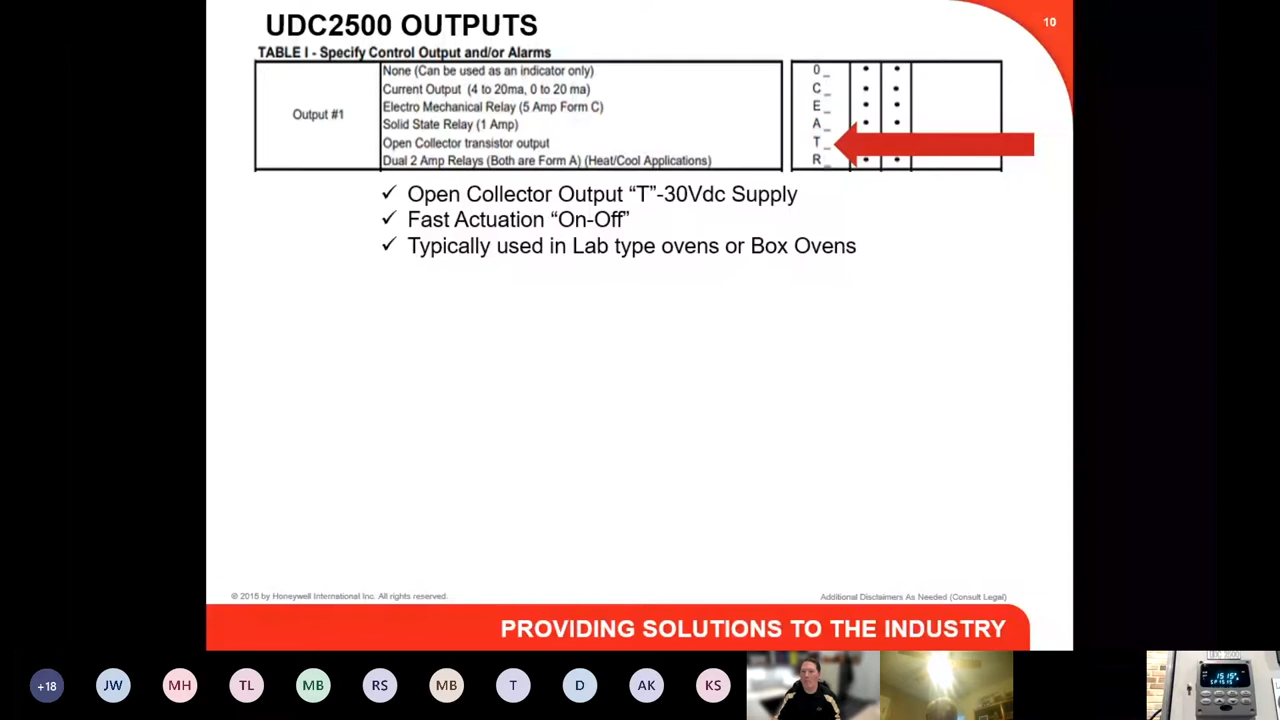 UDC2500 OUTPUTS
10
TABLE I - Specify Control Output and/or Alarms
Output #1
None (Can be used as an indicator only)
0 _ • •
Current Output (4 to 20ma, 0 to 20 ma)
C _ • •
Electro Mechanical Relay (5 Amp Form C)
E _ • •
Solid State Relay (1 Amp)
A _ • •
Open Collector transistor output
T _
Dual 2 Amp Relays (Both are Form A) (Heat/Cool Applications)
R _ • •
✓ Open Collector Output “T”-30Vdc Supply
✓ Fast Actuation “On-Off”
✓ Typically used in Lab type ovens or Box Ovens
© 2015 by Honeywell International Inc. All rights reserved.
Additional Disclaimers As Needed (Consult Legal)
PROVIDING SOLUTIONS TO THE INDUSTRY
+18 JW MH TL MB RS MB T D AK KS
UDC 2500